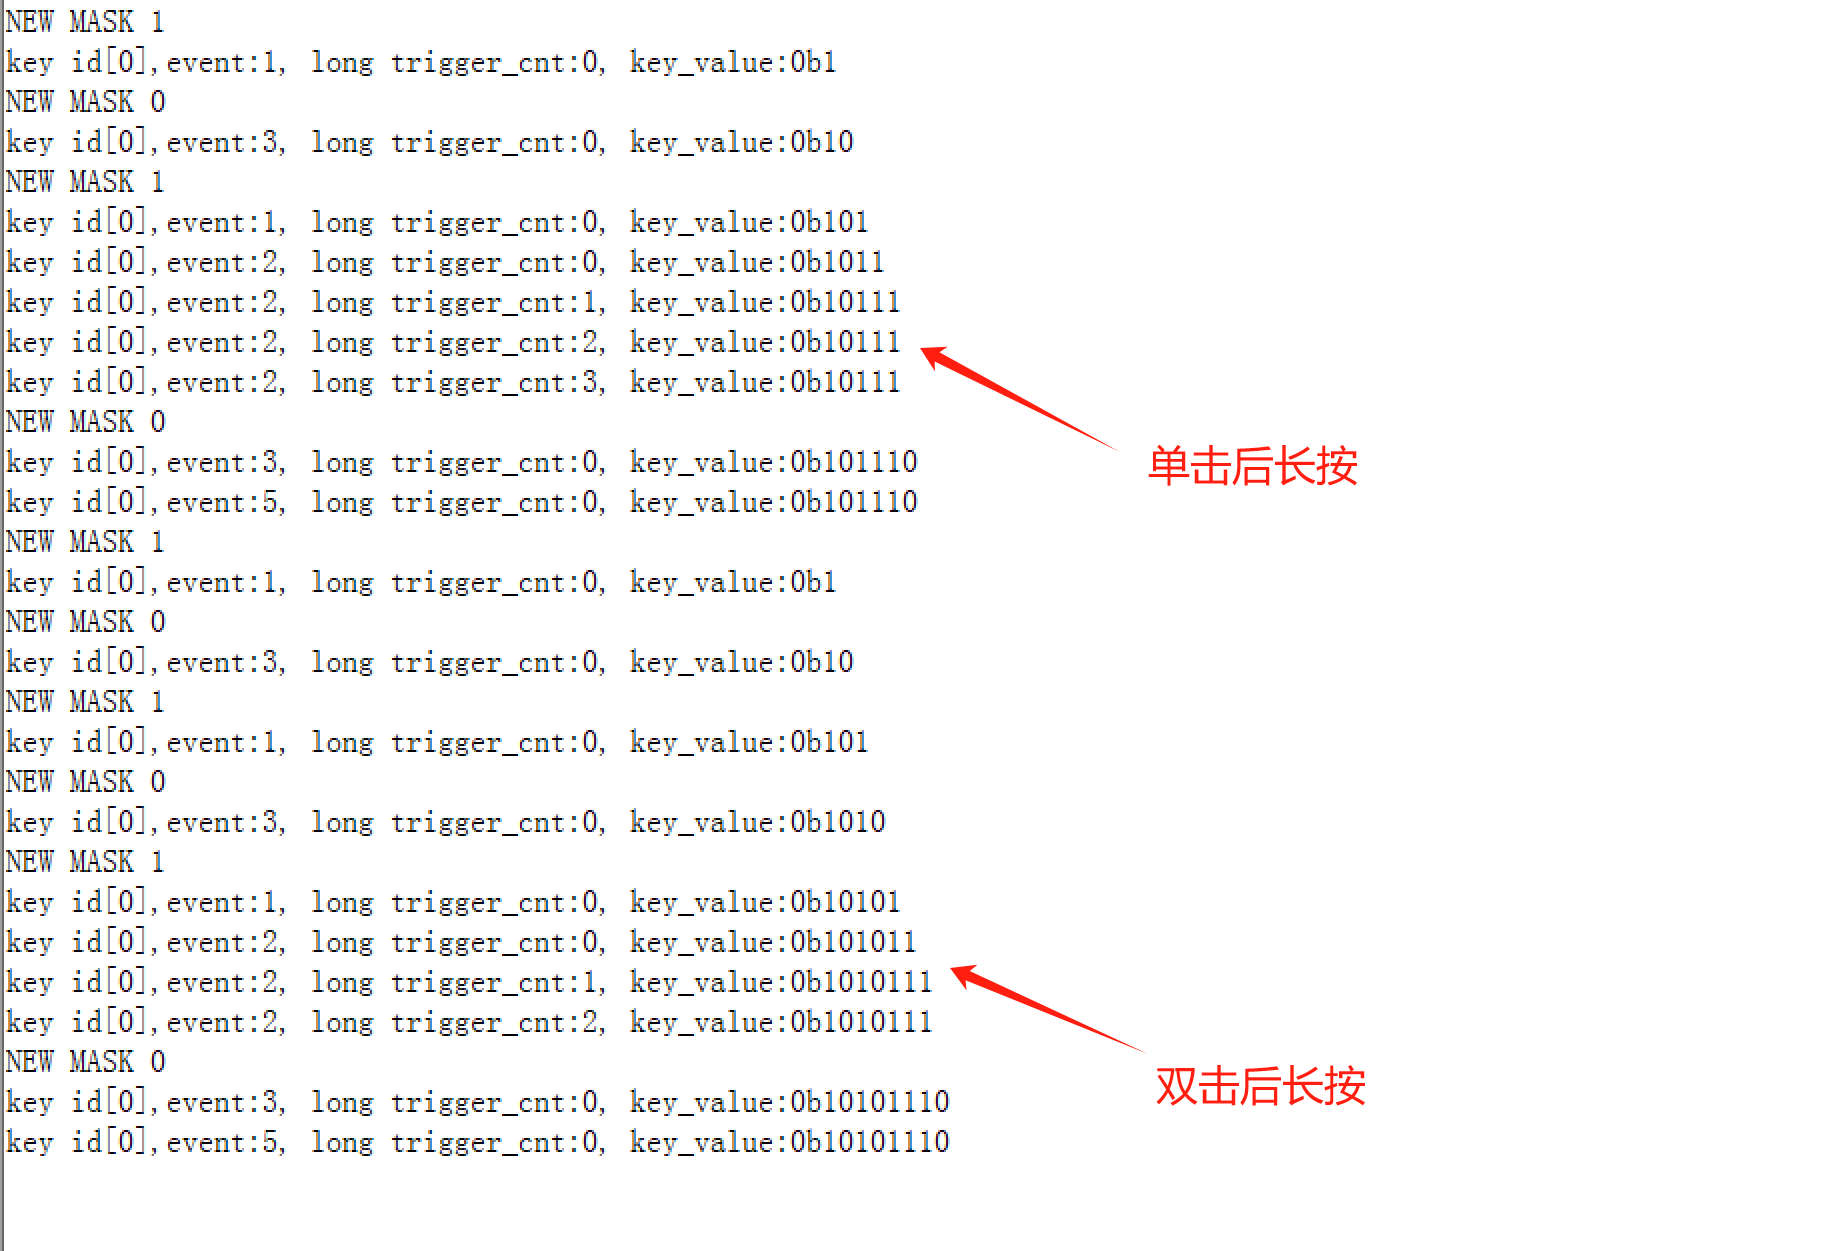 NEW MASK 1
key id[0],event:1, long trigger_cnt:0, key_value:0b1
NEW MASK 0
key id[0],event:3, long trigger_cnt:0, key_value:0b10
NEW MASK 1
key id[0],event:1, long trigger_cnt:0, key_value:0b101
key id[0],event:2, long trigger_cnt:0, key_value:0b1011
key id[0],event:2, long trigger_cnt:1, key_value:0b10111
key id[0],event:2, long trigger_cnt:2, key_value:0b10111
key id[0],event:2, long trigger_cnt:3, key_value:0b10111
NEW MASK 0
单击后长按
key id[0],event:3, long trigger_cnt:0, key_value:0b101110
key id[0],event:5, long trigger_cnt:0, key_value:0b101110
NEW MASK 1
key id[0],event:1, long trigger_cnt:0, key_value:0b1
NEW MASK 0
key id[0],event:3, long trigger_cnt:0, key_value:0b10
NEW MASK 1
key id[0],event:1, long trigger_cnt:0, key_value:0b101
NEW MASK 0
key id[0],event:3, long trigger_cnt:0, key_value:0b1010
NEW MASK 1
key id[0],event:1, long trigger_cnt:0, key_value:0b10101
key id[0],event:2, long trigger_cnt:0, key_value:0b101011
key id[0],event:2, long trigger_cnt:1, key_value:0b1010111
key id[0],event:2, long trigger_cnt:2, key_value:0b1010111
NEW MASK 0
双击后长按
key id[0],event:3, long trigger_cnt:0, key_value:0b10101110
key id[0],event:5, long trigger_cnt:0, key_value:0b10101110